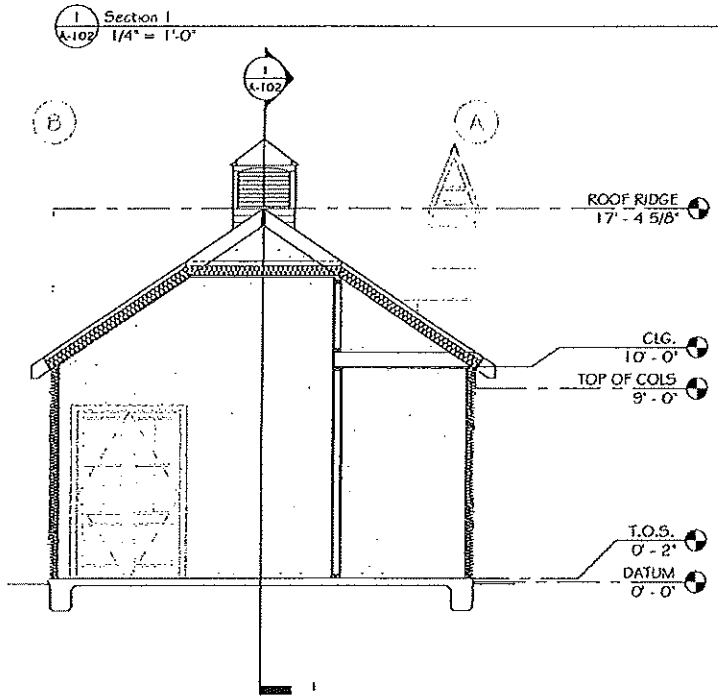 1 Section 1
A-102 1/4" = 1'-0"
1
A-102
B
A
ROOF RIDGE
17' - 4 5/8"
CLG.
10' - 0"
TOP OF COLS
9' - 0"
T.O.S.
0' - 2"
DATUM
0' - 0"
1